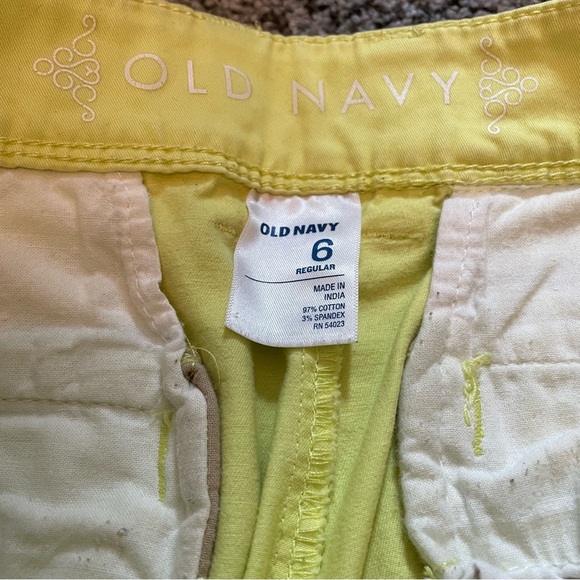 OLD NAVY
OLD NAVY
6
REGULAR
MADE IN
INDIA
97% COTTON
3% SPANDEX
RN 54023